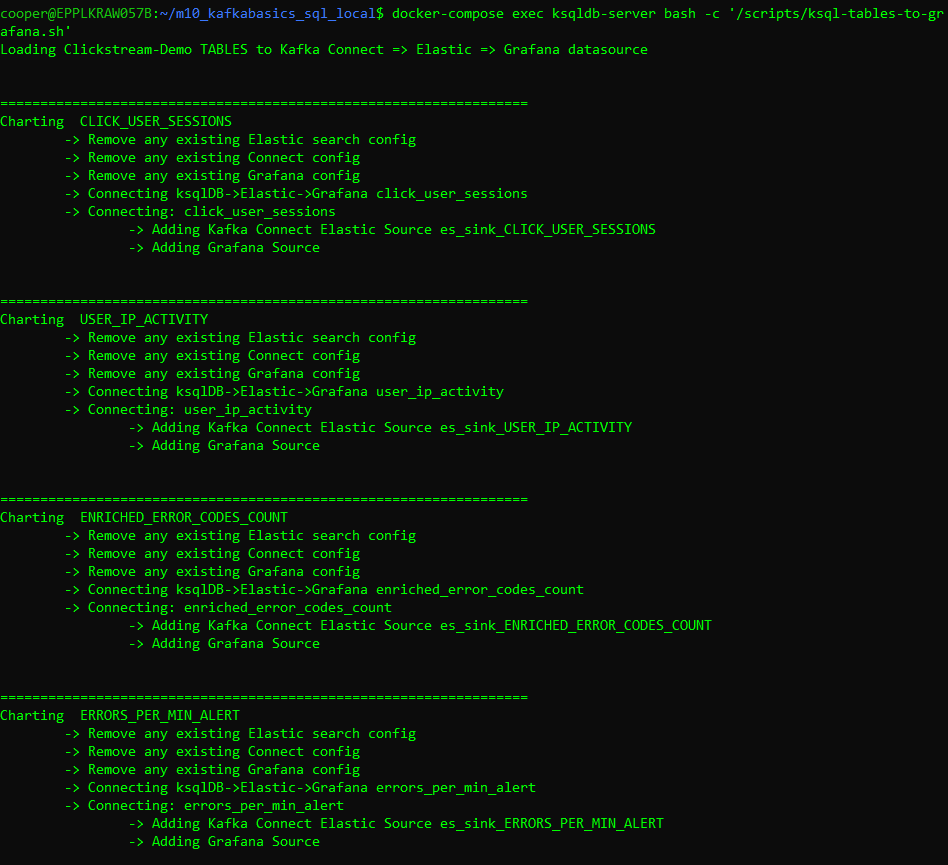 cooper@EPPLKRAW057B:~/m10_kafkabasics_sql_local$ docker-compose exec ksqldb-server bash -c '/scripts/ksql-tables-to-gr
afana.sh'
Loading Clickstream-Demo TABLES to Kafka Connect => Elastic => Grafana datasource
==================================================================
Charting  CLICK_USER_SESSIONS
-> Remove any existing Elastic search config
-> Remove any existing Connect config
-> Remove any existing Grafana config
-> Connecting ksqlDB->Elastic->Grafana click_user_sessions
-> Connecting: click_user_sessions
-> Adding Kafka Connect Elastic Source es_sink_CLICK_USER_SESSIONS
-> Adding Grafana Source
==================================================================
Charting  USER_IP_ACTIVITY
-> Remove any existing Elastic search config
-> Remove any existing Connect config
-> Remove any existing Grafana config
-> Connecting ksqlDB->Elastic->Grafana user_ip_activity
-> Connecting: user_ip_activity
-> Adding Kafka Connect Elastic Source es_sink_USER_IP_ACTIVITY
-> Adding Grafana Source
==================================================================
Charting  ENRICHED_ERROR_CODES_COUNT
-> Remove any existing Elastic search config
-> Remove any existing Connect config
-> Remove any existing Grafana config
-> Connecting ksqlDB->Elastic->Grafana enriched_error_codes_count
-> Connecting: enriched_error_codes_count
-> Adding Kafka Connect Elastic Source es_sink_ENRICHED_ERROR_CODES_COUNT
-> Adding Grafana Source
==================================================================
Charting  ERRORS_PER_MIN_ALERT
-> Remove any existing Elastic search config
-> Remove any existing Connect config
-> Remove any existing Grafana config
-> Connecting ksqlDB->Elastic->Grafana errors_per_min_alert
-> Connecting: errors_per_min_alert
-> Adding Kafka Connect Elastic Source es_sink_ERRORS_PER_MIN_ALERT
-> Adding Grafana Source